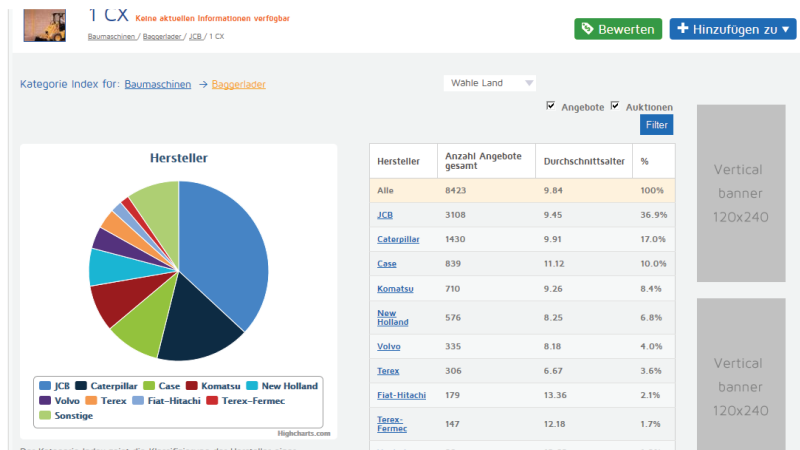 1 CX Keine aktuellen Informationen verfügbar
Baumaschinen / Baggerlader / JCB / 1 CX
Bewerten
Hinzufügen zu
Kategorie Index für: Baumaschinen → Baggerlader
Wähle Land
Angebote Auktionen
Filter
Hersteller
JCB Caterpillar Case Komatsu New Holland
Volvo Terex Fiat-Hitachi Terex-Fermec
Sonstige
Highcharts.com
Hersteller Anzahl Angebote gesamt Durchschnittsalter %
Alle 8423 9.84 100%
JCB 3108 9.45 36.9%
Caterpillar 1430 9.91 17.0%
Case 839 11.12 10.0%
Komatsu 710 9.26 8.4%
New Holland 576 8.25 6.8%
Volvo 335 8.18 4.0%
Terex 306 6.67 3.6%
Fiat-Hitachi 179 13.36 2.1%
Terex-Fermec 147 12.18 1.7%
Vertical
banner
120x240
Vertical
banner
120x240